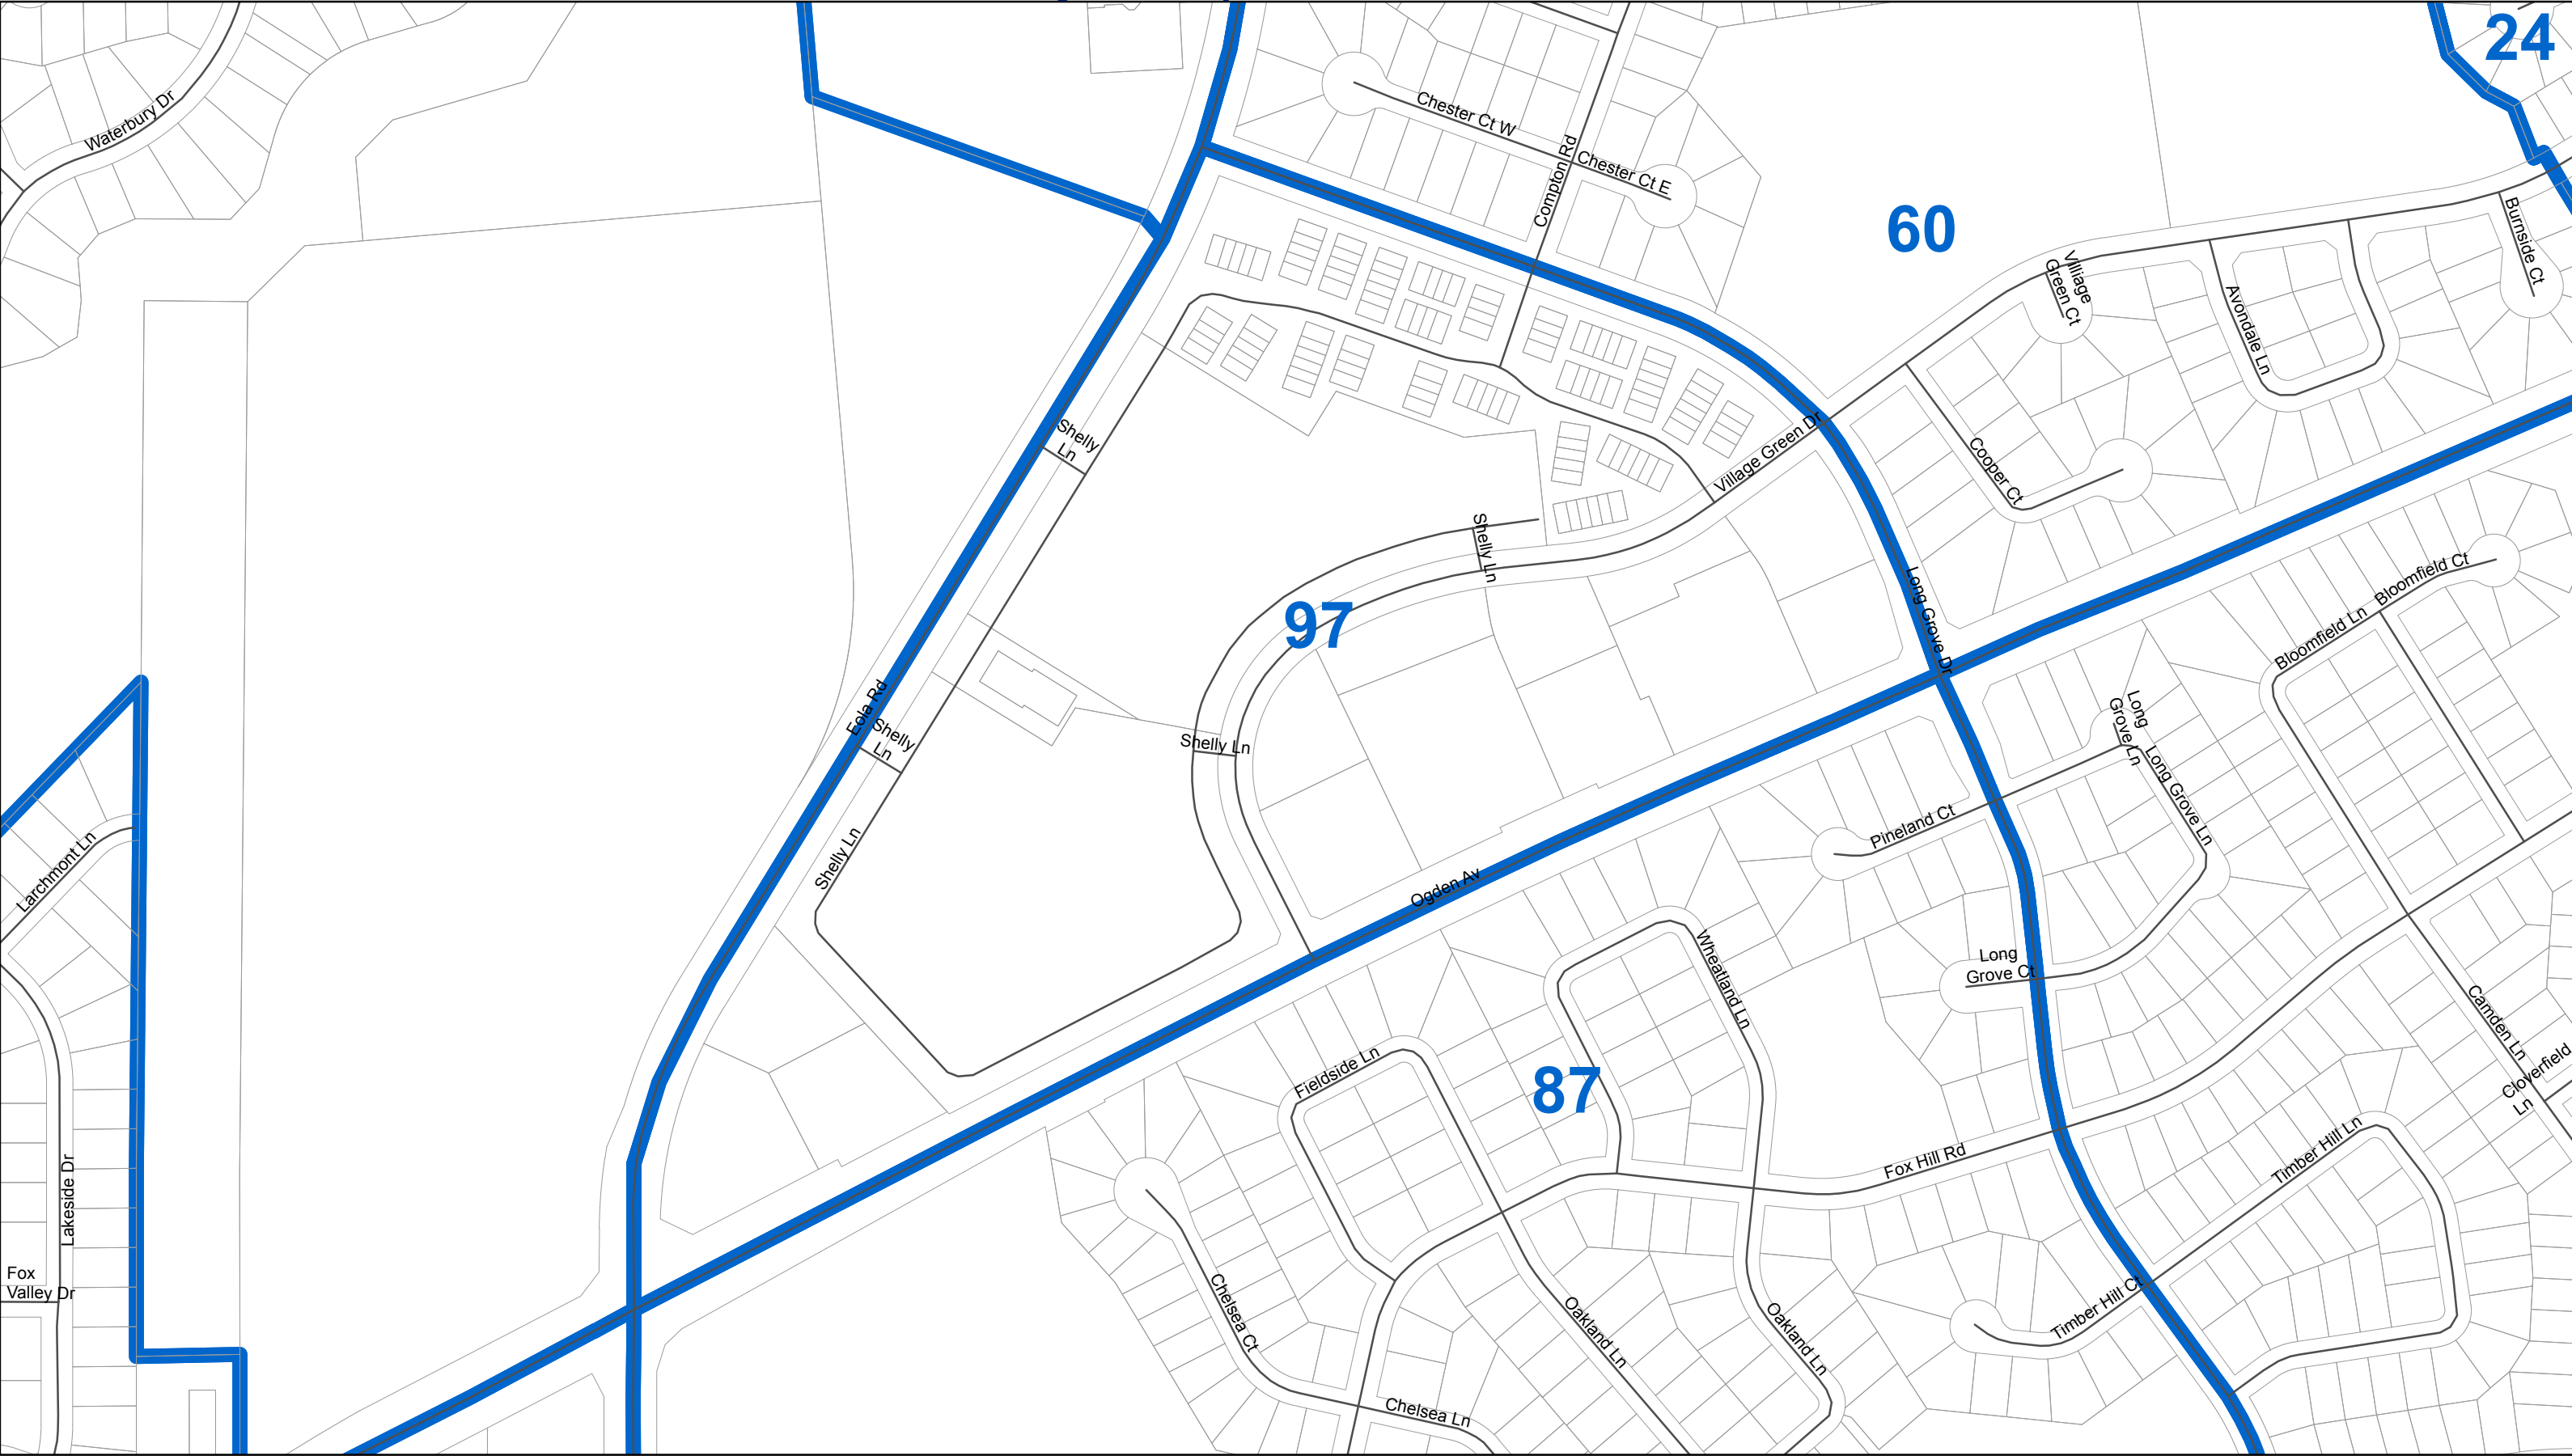 24
Waterbury Dr
Chester Ct W
Chester Ct E
Compton Rd
60
Burnside Ct
Village
Green Ct
Avondale Ln
Shelly
Ln
Village Green Dr
Cooper Ct
Shelly Ln
Long Grove Dr
Bloomfield Ct
Bloomfield Ln
97
Eola Rd
Shelly
Ln
Shelly Ln
Long
Grove Ln
Long Grove Ln
Pineland Ct
Larchmont Ln
Shelly Ln
Ogden Av
Wheatland Ln
Long
Grove Ct
Camden Ln
Cloverfield
Ln
Fieldside Ln
87
Fox Hill Rd
Timber Hill Ln
Lakeside Dr
Fox
Valley Dr
Chelsea Ct
Oakland Ln
Oakland Ln
Timber Hill Ct
Chelsea Ln